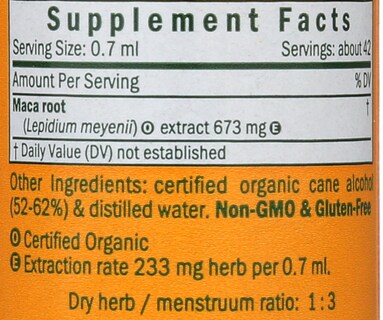 Supplement Facts
Serving Size: 0.7 ml Servings: about 42
Amount Per Serving % DV
Maca root †
(Lepidium meyenii) Ⓞ extract 673 mg Ⓔ
† Daily Value (DV) not established
Other Ingredients: certified organic cane alcohol
(52-62%) & distilled water. Non-GMO & Gluten-Free
Ⓞ Certified Organic
Ⓔ Extraction rate 233 mg herb per 0.7 ml.
Dry herb / menstruum ratio: 1 : 3